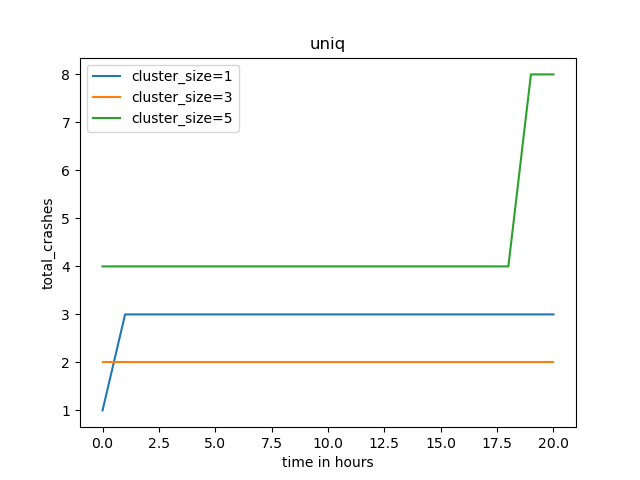 uniq
cluster_size=1
cluster_size=3
cluster_size=5
total_crashes
8
7
6
5
4
3
2
1
0.0 2.5 5.0 7.5 10.0 12.5 15.0 17.5 20.0
time in hours